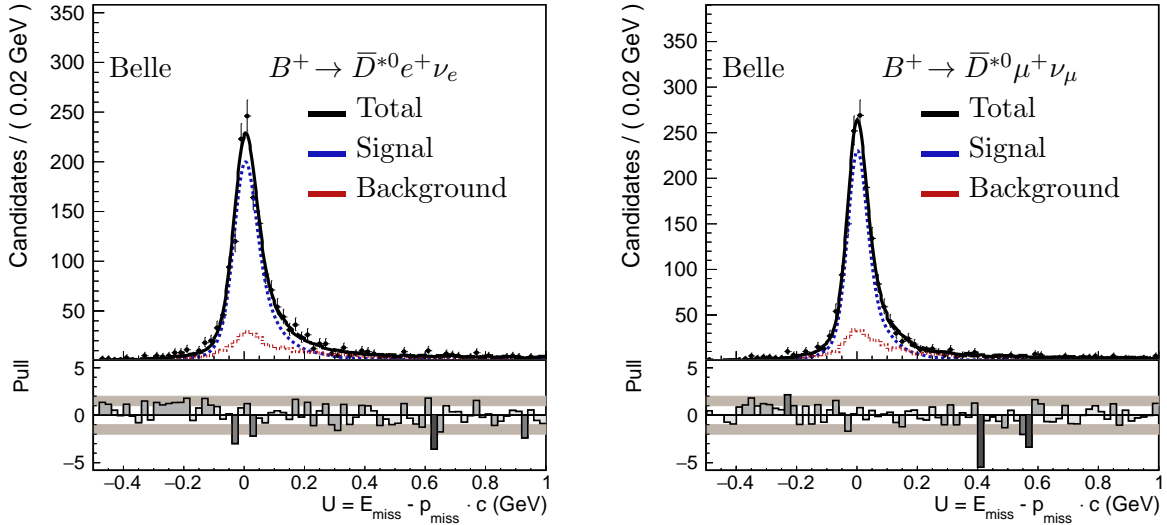 350
300
250
200
150
100
50
Candidates / ( 0.02 GeV )
Belle
B⁺ → D̅*⁰e⁺νₑ
Total
Signal
Background
5
0
−5
Pull
−0.4 −0.2 0 0.2 0.4 0.6 0.8 1
U = E_miss - p_miss · c (GeV)
350
300
250
200
150
100
50
Candidates / ( 0.02 GeV )
Belle
B⁺ → D̅*⁰μ⁺ν_μ
Total
Signal
Background
5
0
−5
Pull
−0.4 −0.2 0 0.2 0.4 0.6 0.8 1
U = E_miss - p_miss · c (GeV)